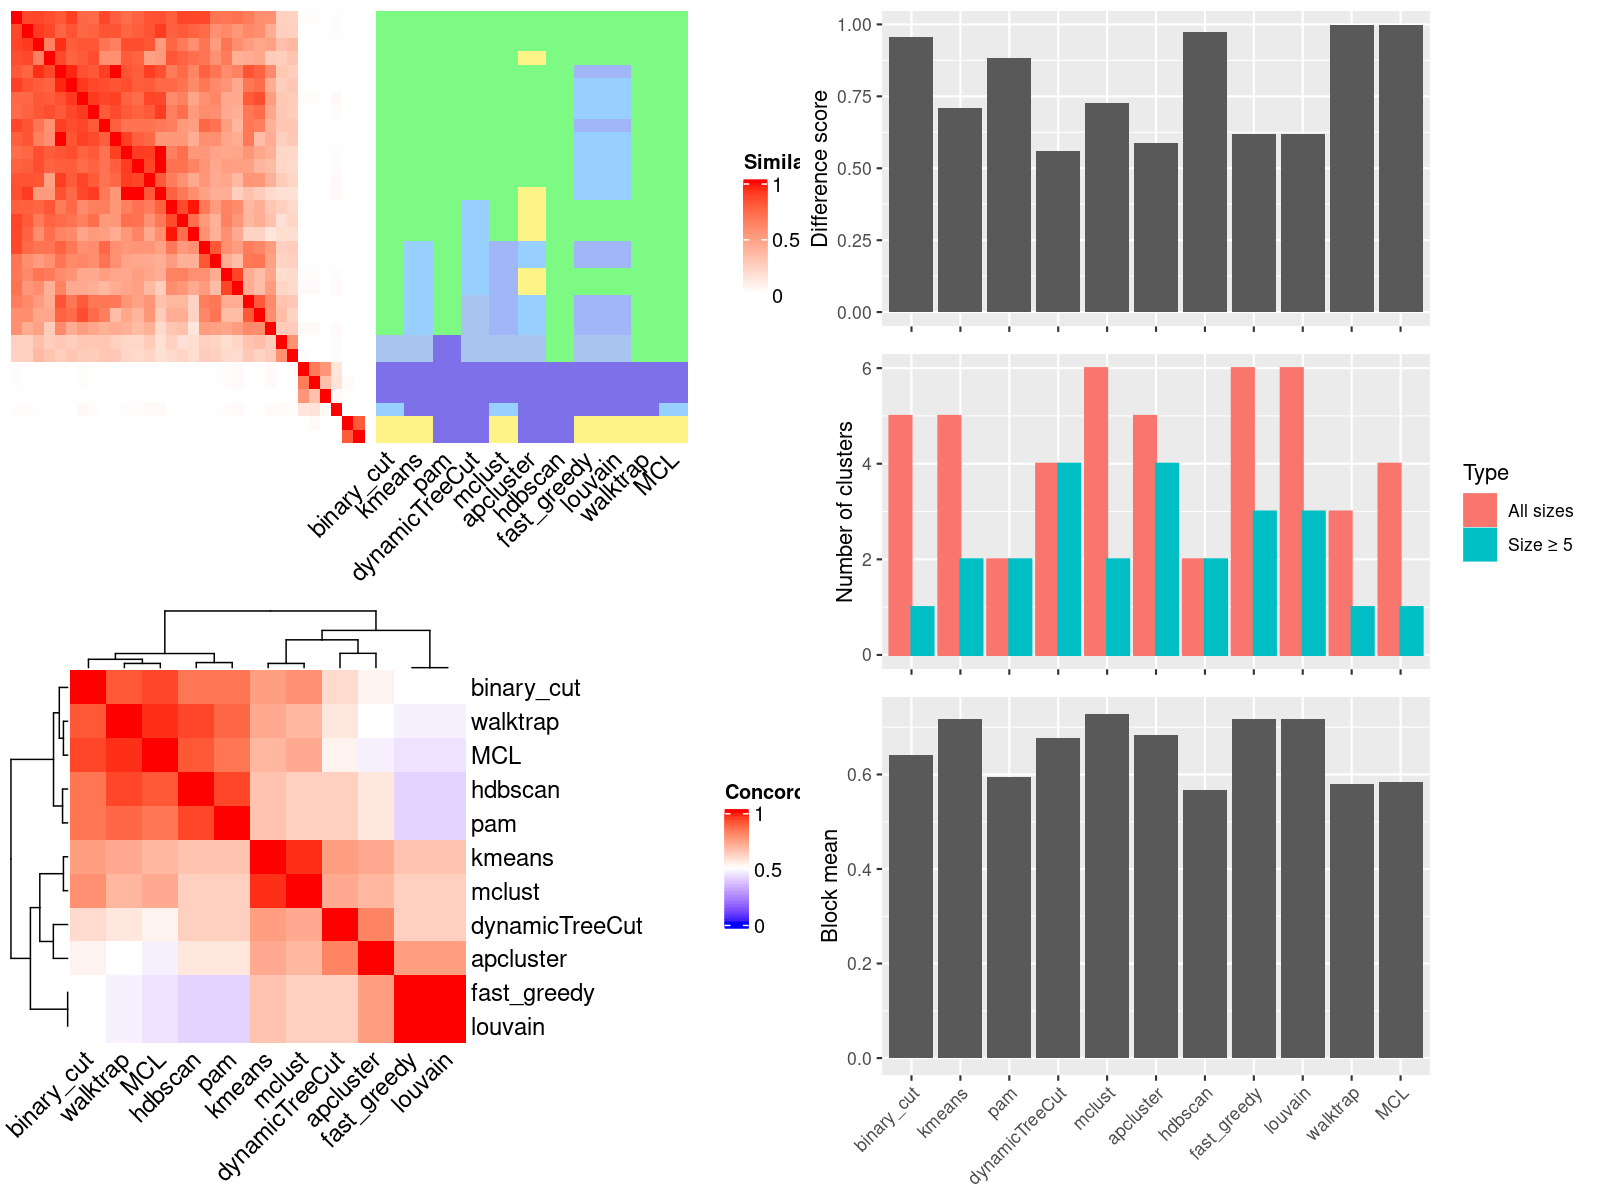 Simila
1
0.5
0
binary_cut
kmeans
pam
dynamicTreeCut
mclust
apcluster
hdbscan
fast_greedy
louvain
walktrap
MCL
binary_cut
walktrap
MCL
hdbscan
pam
kmeans
mclust
dynamicTreeCut
apcluster
fast_greedy
louvain
Concord
1
0.5
0
binary_cut
walktrap
MCL
hdbscan
pam
kmeans
mclust
dynamicTreeCut
apcluster
fast_greedy
louvain
Difference score
1.00
0.75
0.50
0.25
0.00
Number of clusters
6
4
2
0
Type
All sizes
Size ≥ 5
Block mean
0.6
0.4
0.2
0.0
binary_cut
kmeans
pam
dynamicTreeCut
mclust
apcluster
hdbscan
fast_greedy
louvain
walktrap
MCL